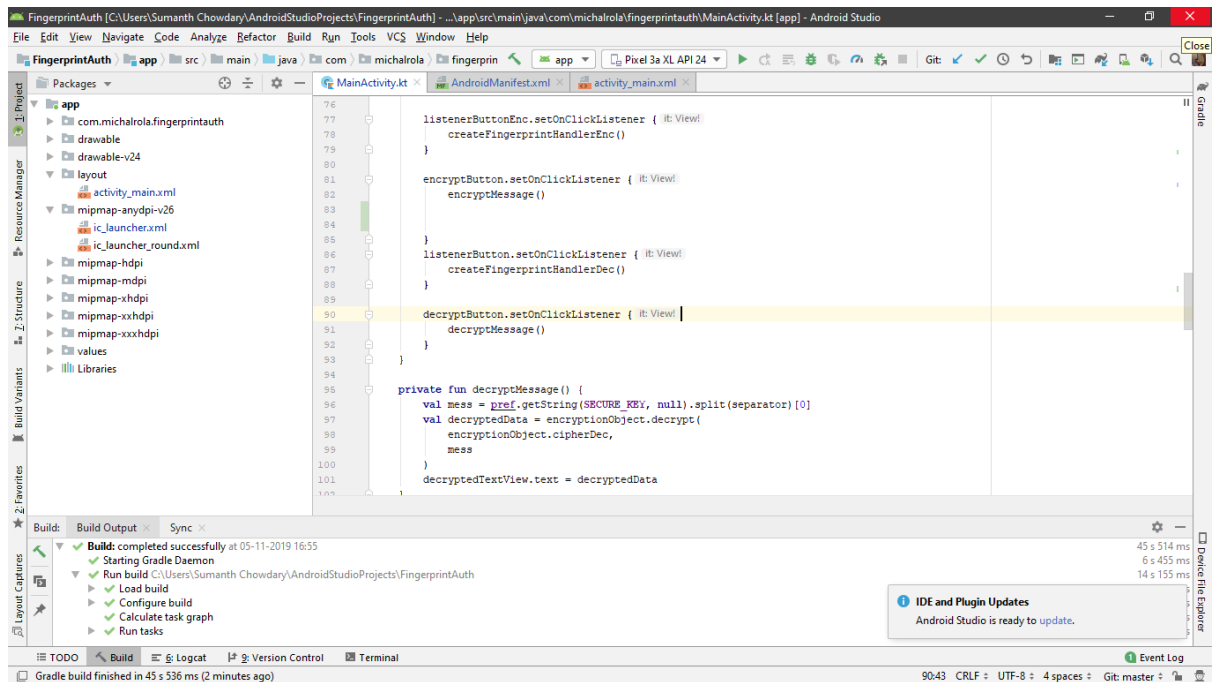 FingerprintAuth [C:\Users\Sumanth Chowdary\AndroidStudioProjects\FingerprintAuth] - ...\app\src\main\java\com\michalrola\fingerprintauth\MainActivity.kt [app] - Android Studio
File Edit View Navigate Code Analyze Refactor Build Run Tools VCS Window Help
Close
FingerprintAuth app src main java com michalrola fingerprin app Pixel 3a XL API 24 Git:
Packages
MainActivity.kt AndroidManifest.xml activity_main.xml
1: Project
Resource Manager
7: Structure
Build Variants
2: Favorites
Layout Captures
app
com.michalrola.fingerprintauth
drawable
drawable-v24
layout
activity_main.xml
mipmap-anydpi-v26
ic_launcher.xml
ic_launcher_round.xml
mipmap-hdpi
mipmap-mdpi
mipmap-xhdpi
mipmap-xxhdpi
mipmap-xxxhdpi
values
Libraries
76
77 listenerButtonEnc.setOnClickListener { it: View!
78 createFingerprintHandlerEnc()
79 }
80
81 encryptButton.setOnClickListener { it: View!
82 encryptMessage()
83
84
85 }
86 listenerButton.setOnClickListener { it: View!
87 createFingerprintHandlerDec()
88 }
89
90 decryptButton.setOnClickListener { it: View!
91 decryptMessage()
92 }
93 }
94
95 private fun decryptMessage() {
96 val mess = pref.getString(SECURE_KEY, null).split(separator)[0]
97 val decryptedData = encryptionObject.decrypt(
98 encryptionObject.cipherDec,
99 mess
100 )
101 decryptedTextView.text = decryptedData
102 }
Gradle
Device File Explorer
Build: Build Output Sync
Build: completed successfully at 05-11-2019 16:55 45 s 514 ms
Starting Gradle Daemon 6 s 455 ms
Run build C:\Users\Sumanth Chowdary\AndroidStudioProjects\FingerprintAuth 14 s 155 ms
Load build
Configure build
Calculate task graph
Run tasks
IDE and Plugin Updates
Android Studio is ready to update.
TODO Build 6: Logcat 9: Version Control Terminal 1 Event Log
Gradle build finished in 45 s 536 ms (2 minutes ago) 90:43 CRLF UTF-8 4 spaces Git: master